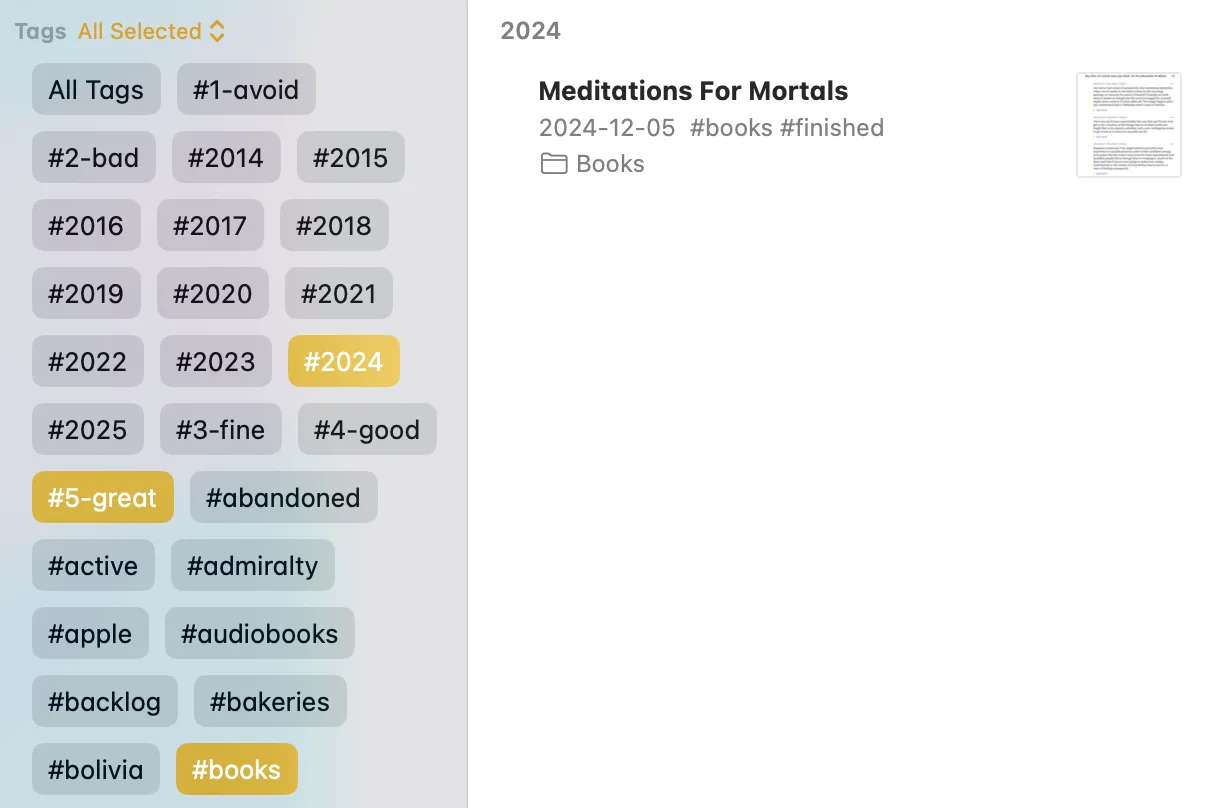 Tags All Selected
All Tags #1-avoid
#2-bad #2014 #2015
#2016 #2017 #2018
#2019 #2020 #2021
#2022 #2023 #2024
#2025 #3-fine #4-good
#5-great #abandoned
#active #admiralty
#apple #audiobooks
#backlog #bakeries
#bolivia #books
2024
Meditations For Mortals
2024-12-05 #books #finished
Books